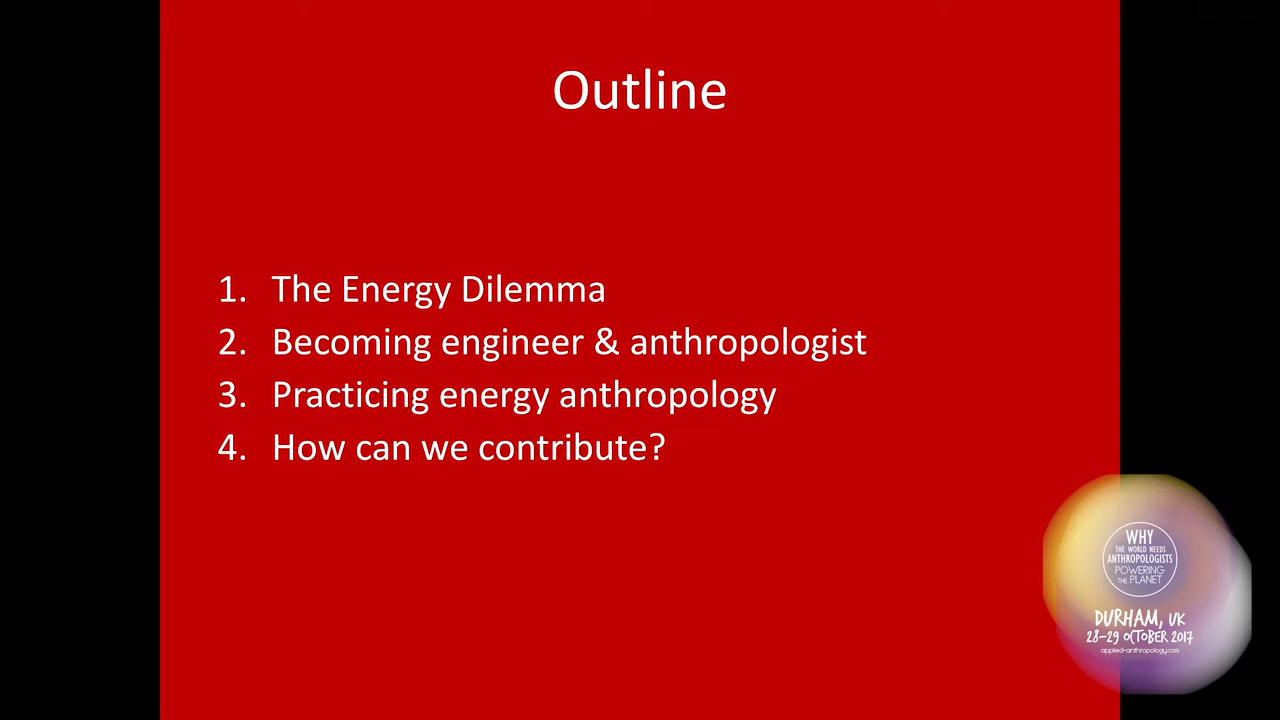 Outline
1. The Energy Dilemma
2. Becoming engineer & anthropologist
3. Practicing energy anthropology
4. How can we contribute?
WHY
THE WORLD NEEDS
ANTHROPOLOGISTS
POWERING
THE PLANET
DURHAM, UK
28-29 OCTOBER 2017
applied-anthropology.com